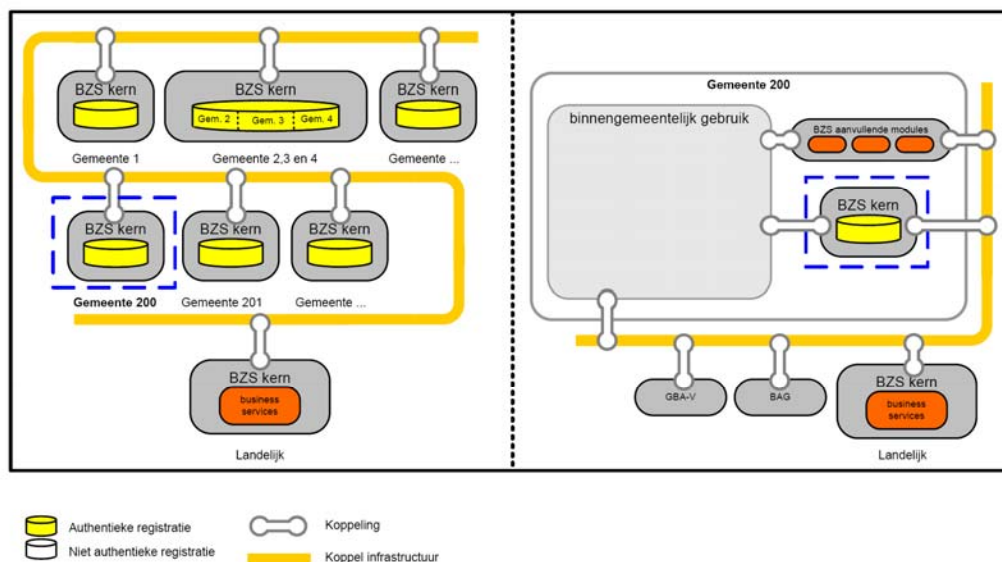 BZS kern
BZS kern
BZS kern
Gem. 2
Gem. 3
Gem. 4
Gemeente 1
Gemeente 2,3 en 4
Gemeente ...
BZS kern
BZS kern
BZS kern
Gemeente 200
Gemeente 201
Gemeente ...
BZS kern
business
services
Landelijk
Gemeente 200
binnengemeentelijk gebruik
BZS aanvullende modules
BZS kern
GBA-V
BAG
BZS kern
business
services
Landelijk
Authentieke registratie
Koppeling
Niet authentieke registratie
Koppel infrastructuur